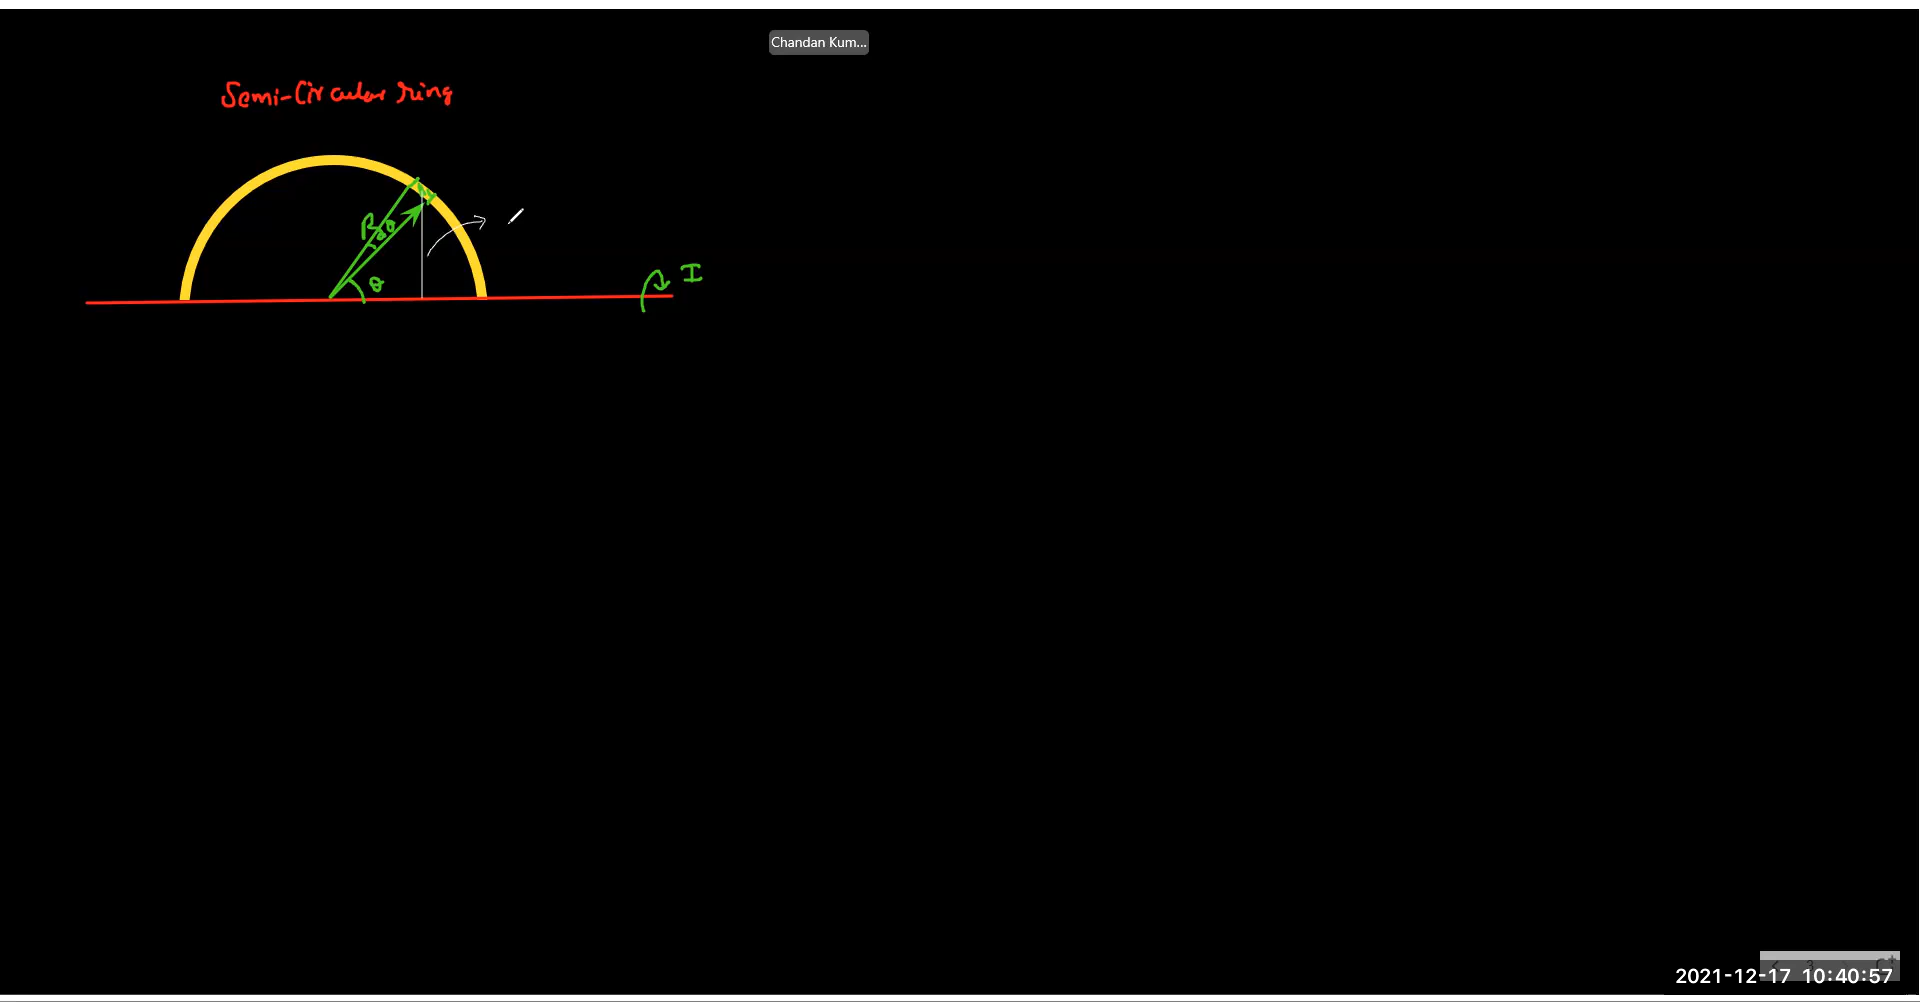 Chandan Kum...
Semi-Circular ring
R
dθ
θ
I
2021-12-17 10:40:57